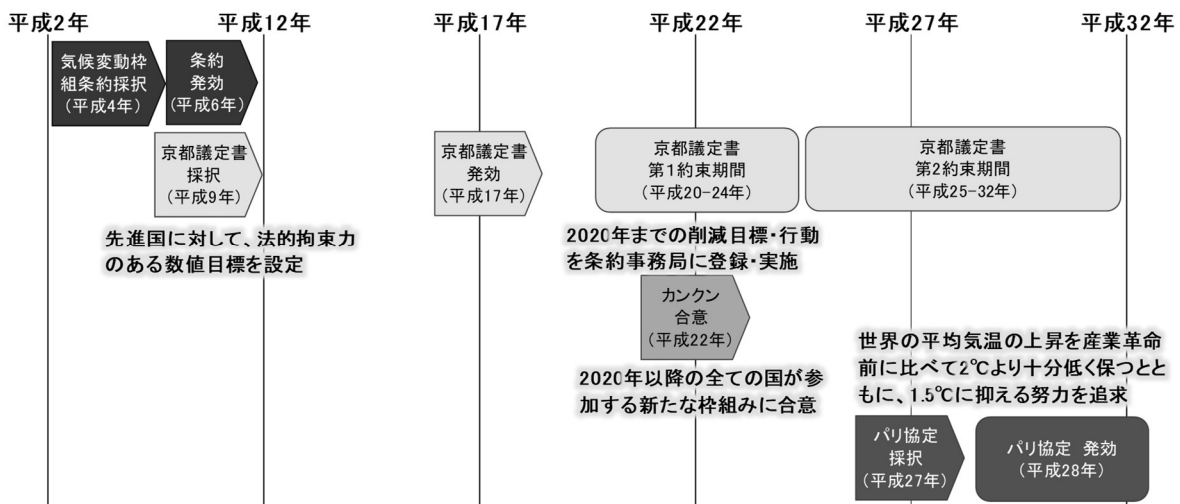 平成2年
平成12年
平成17年
平成22年
平成27年
平成32年
気候変動枠
組条約採択
(平成4年)
条約
発効
(平成6年)
京都議定書
採択
(平成9年)
先進国に対して、法的拘束力
のある数値目標を設定
京都議定書
発効
(平成17年)
京都議定書
第1約束期間
(平成20-24年)
京都議定書
第2約束期間
(平成25-32年)
2020年までの削減目標・行動
を条約事務局に登録・実施
カンクン
合意
(平成22年)
2020年以降の全ての国が参
加する新たな枠組みに合意
世界の平均気温の上昇を産業革命
前に比べて2℃より十分低く保つとと
もに、1.5℃に抑える努力を追求
パリ協定
採択
(平成27年)
パリ協定 発効
(平成28年)